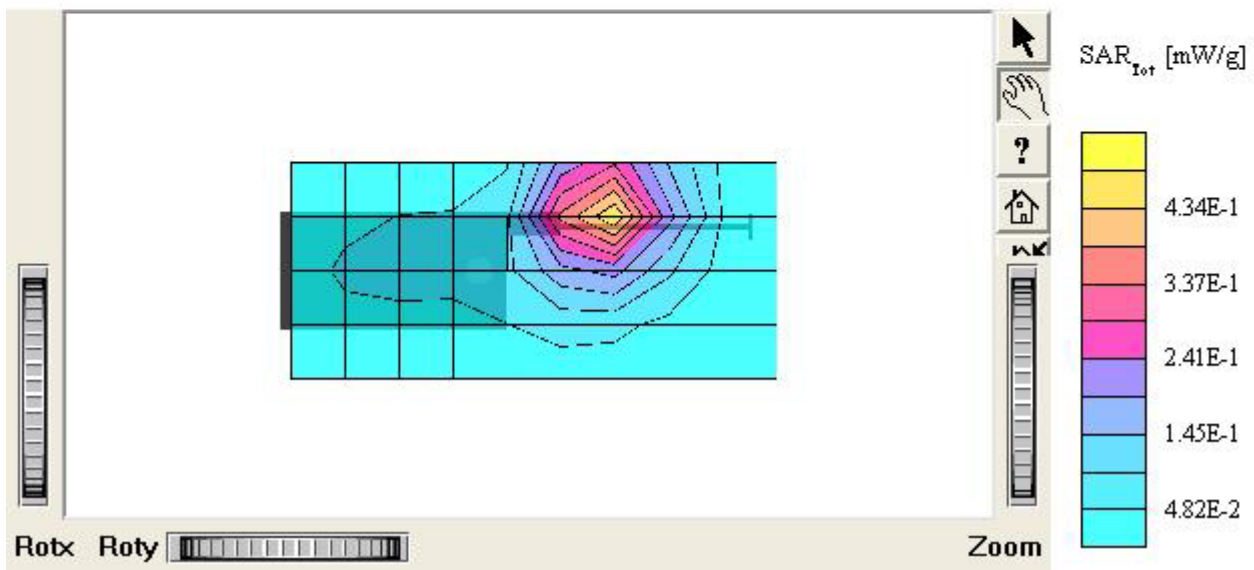 SAR_Tot [mW/g]
?
4.34E-1
3.37E-1
2.41E-1
1.45E-1
4.82E-2
Rotx Roty Zoom